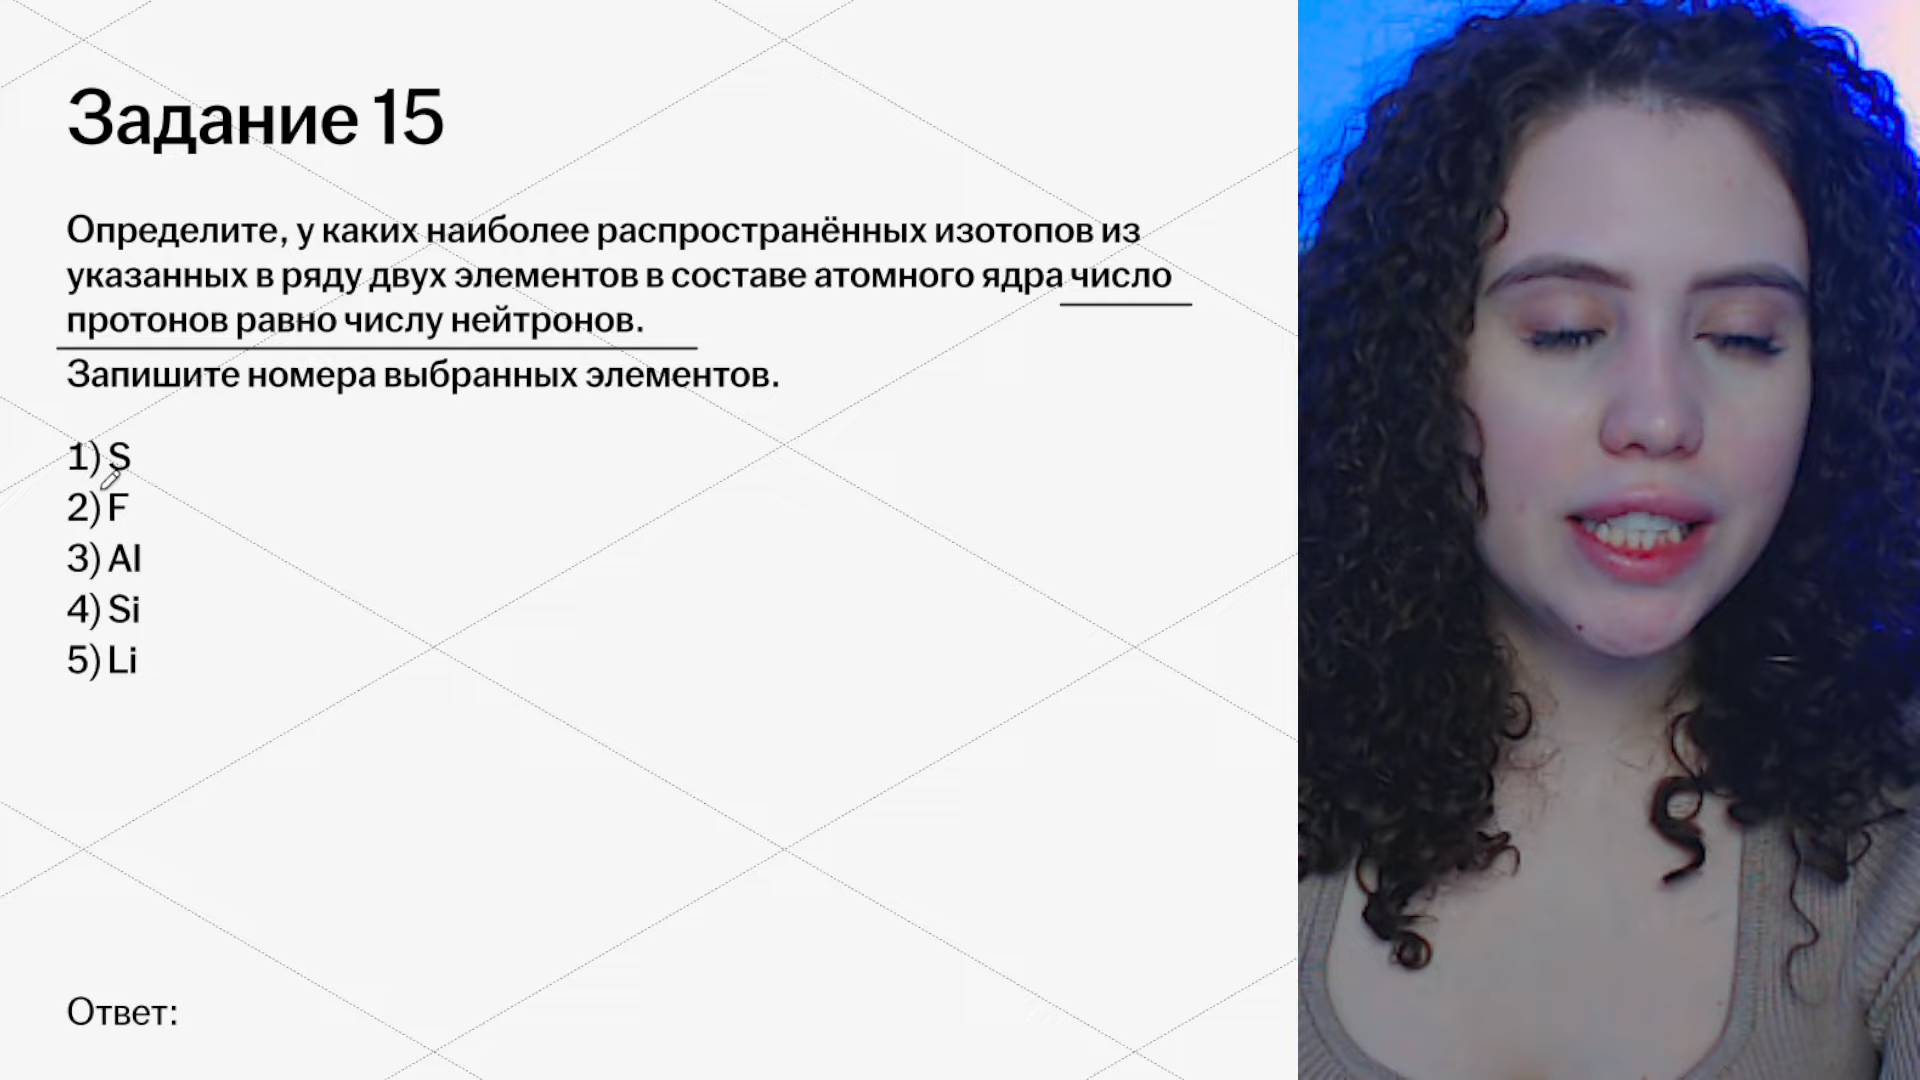 Задание 15
Определите, у каких наиболее распространённых изотопов из
указанных в ряду двух элементов в составе атомного ядра число
протонов равно числу нейтронов.
Запишите номера выбранных элементов.
1) S
2) F
3) Al
4) Si
5) Li
Ответ: